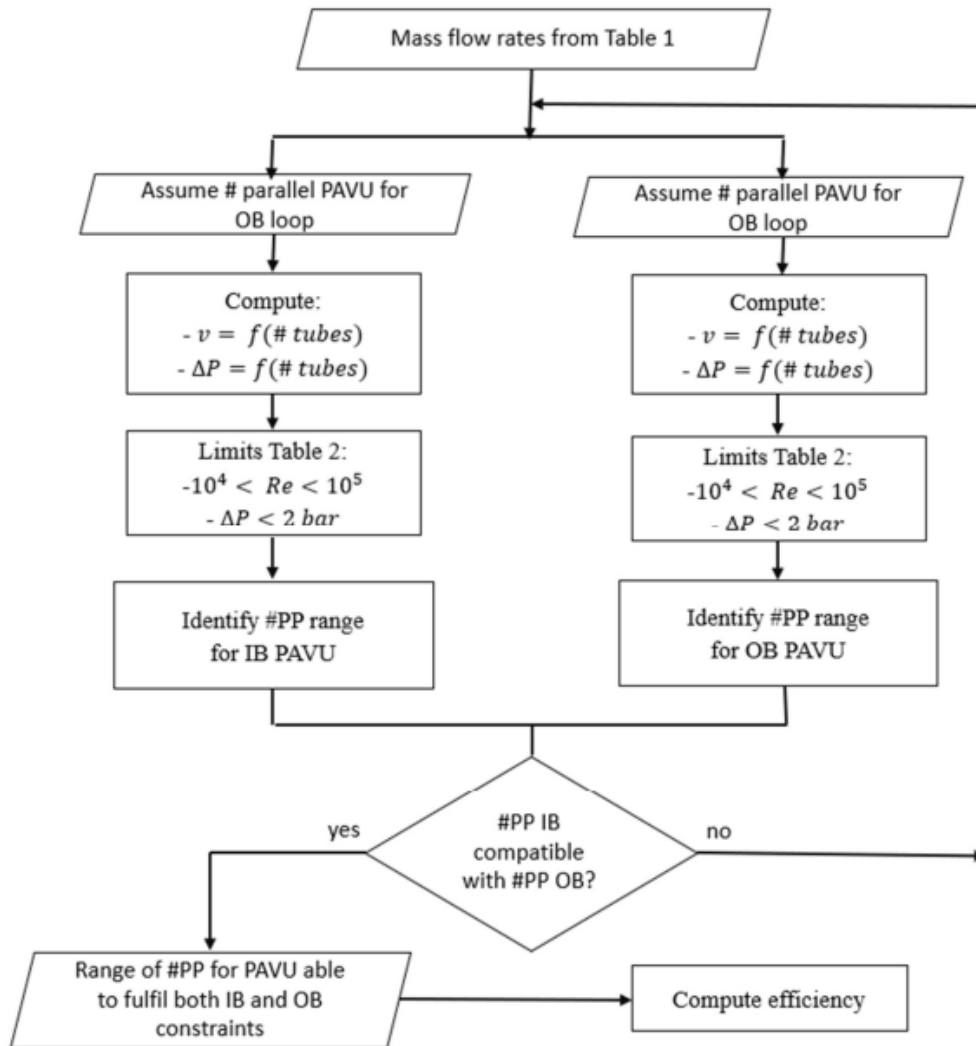 Mass flow rates from Table 1
Assume # parallel PAVU for
OB loop
Compute:
- v = f(# tubes)
- ΔP = f(# tubes)
Limits Table 2:
-10⁴ < Re < 10⁵
- ΔP < 2 bar
Identify #PP range
for IB PAVU
Assume # parallel PAVU for
OB loop
Compute:
- v = f(# tubes)
- ΔP = f(# tubes)
Limits Table 2:
-10⁴ < Re < 10⁵
- ΔP < 2 bar
Identify #PP range
for OB PAVU
#PP IB
compatible
with #PP OB?
yes
no
Range of #PP for PAVU able
to fulfil both IB and OB
constraints
Compute efficiency